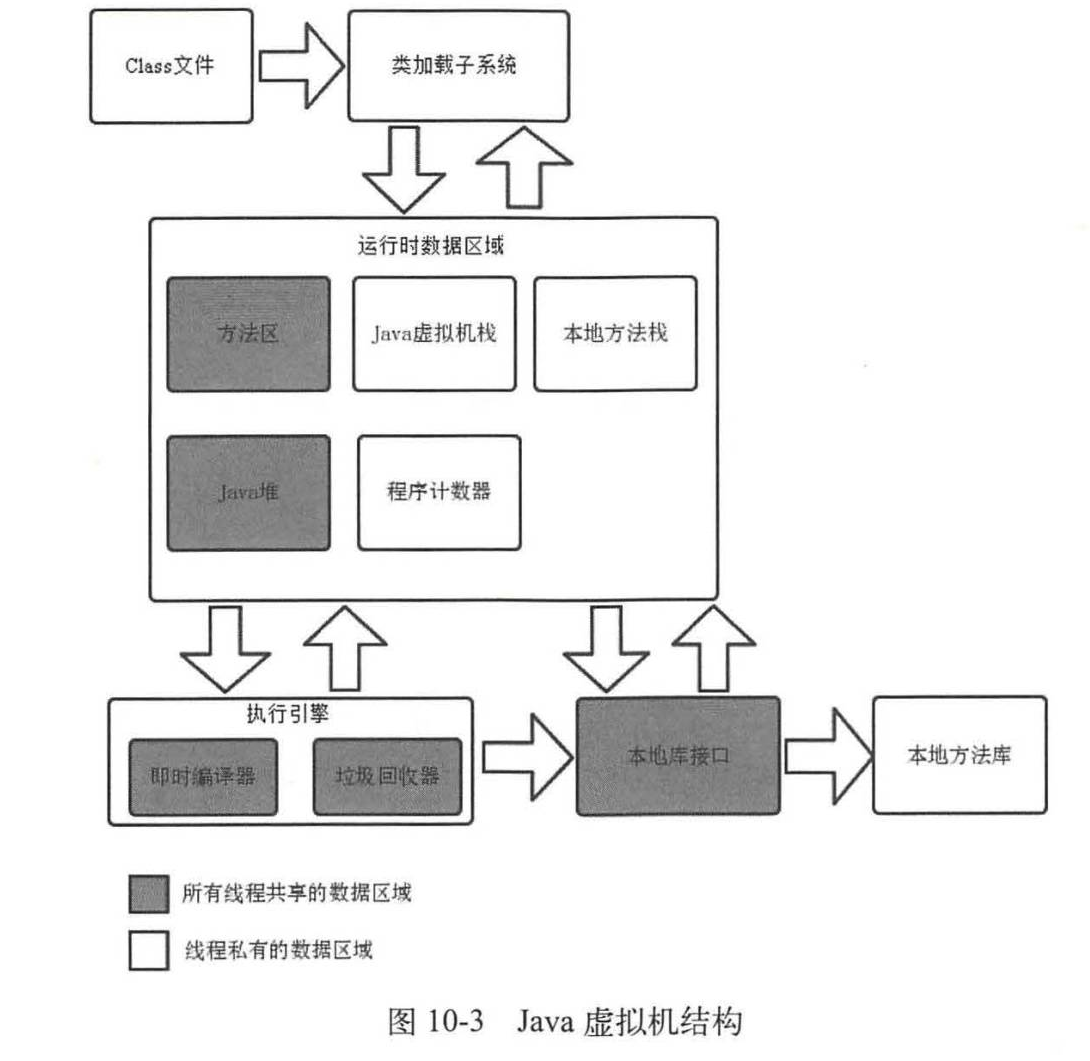 Class文件
类加载子系统
运行时数据区域
方法区
Java虚拟机栈
本地方法栈
Java堆
程序计数器
执行引擎
即时编译器
垃圾回收器
本地库接口
本地方法库
所有线程共享的数据区域
线程私有的数据区域
图 10-3 Java 虚拟机结构